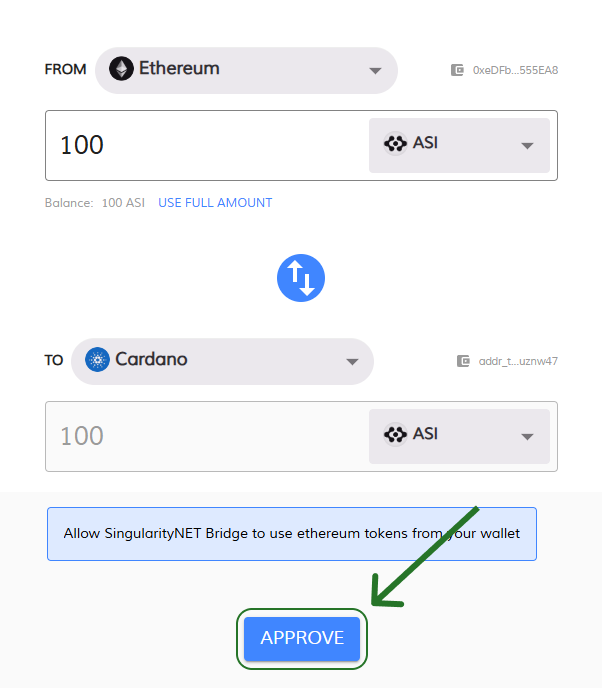 FROM Ethereum 0xeDFb...555EA8
100 ASI
Balance: 100 ASI USE FULL AMOUNT
TO Cardano addr_t...uznw47
100 ASI
Allow SingularityNET Bridge to use ethereum tokens from your wallet
APPROVE